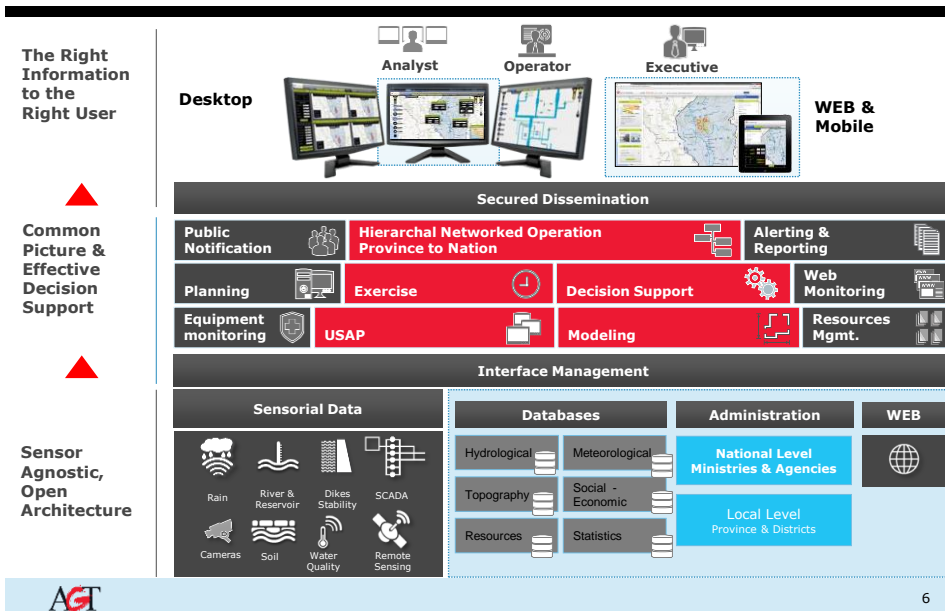 The Right
Information
to the
Right User
Analyst
Operator
Executive
Desktop
WEB &
Mobile
Secured Dissemination
Common
Picture &
Effective
Decision
Support
Public
Notification
Hierarchal Networked Operation
Province to Nation
Alerting &
Reporting
Planning
Exercise
Decision Support
Web
Monitoring
Equipment
monitoring
USAP
Modeling
Resources
Mgmt.
Interface Management
Sensor
Agnostic,
Open
Architecture
Sensorial Data
Rain
River &
Reservoir
Dikes
Stability
SCADA
Cameras
Soil
Water
Quality
Remote
Sensing
Databases
Hydrological
Meteorological
Topography
Social -
Economic
Resources
Statistics
Administration
National Level
Ministries & Agencies
Local Level
Province & Districts
WEB
AGT
6